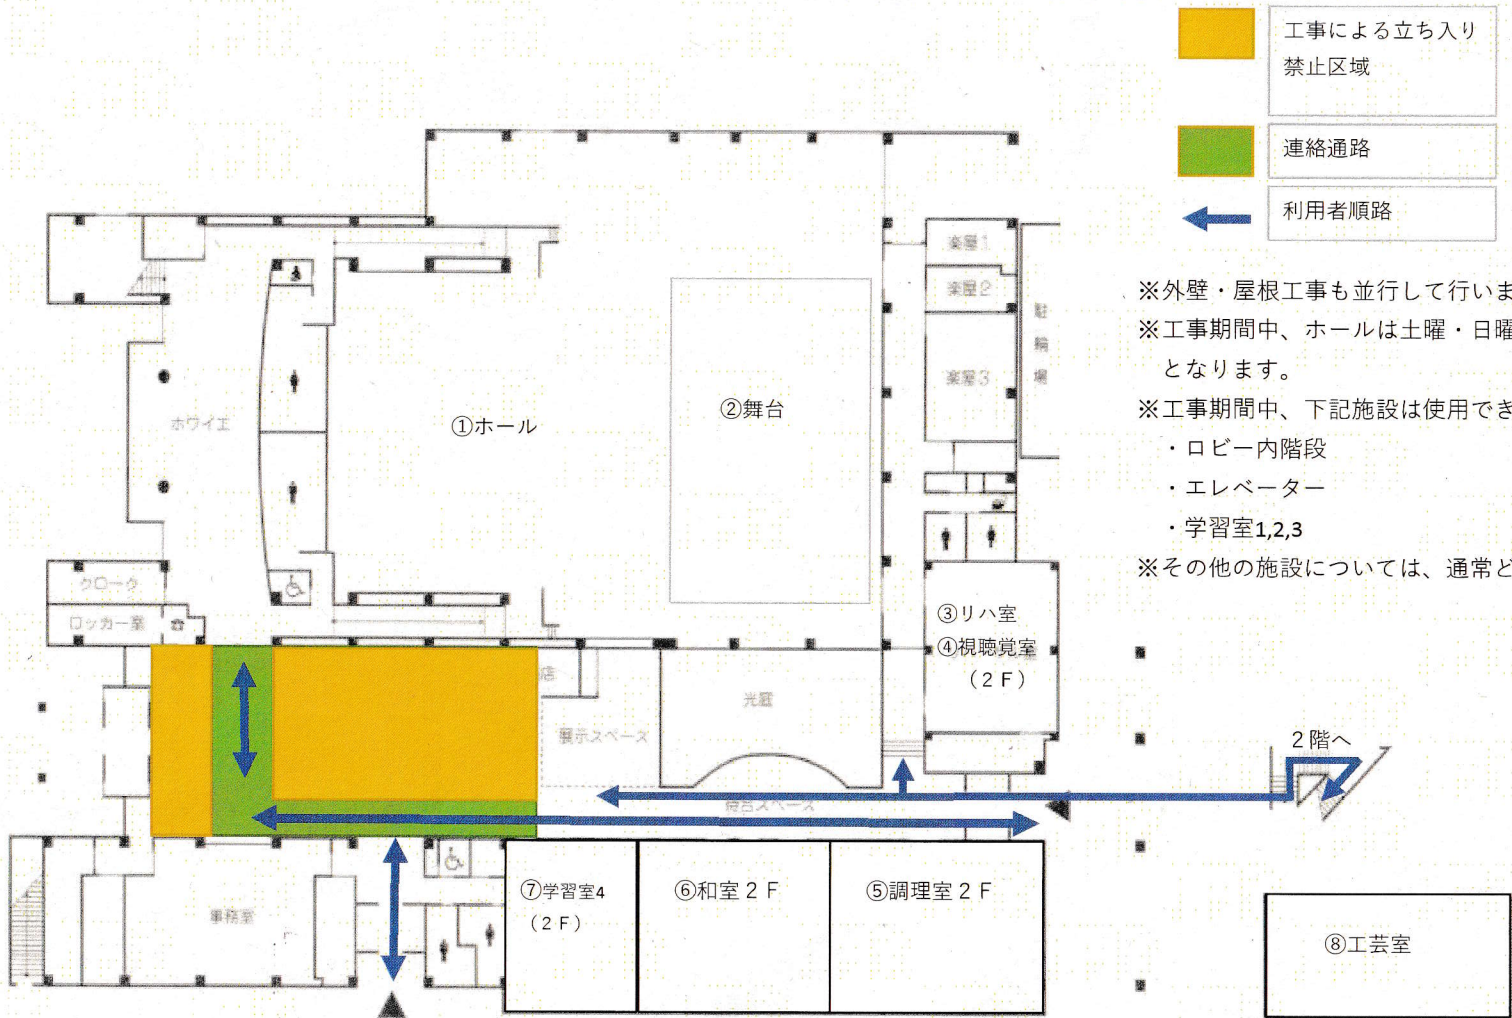 工事による立ち入り
禁止区域
連絡通路
利用者順路
※外壁・屋根工事も並行して行いま
※工事期間中、ホールは土曜・日曜
となります。
※工事期間中、下記施設は使用でき
・ロビー内階段
・エレベーター
・学習室1,2,3
※その他の施設については、通常ど
楽屋1
楽屋2
楽屋3
駐輪場
ホワイエ
①ホール
②舞台
クローク
ロッカー室
③リハ室
④視聴覚室
（2F）
光庭
展示スペース
店
2階へ
事務室
⑦学習室4
（2F）
⑥和室2F
⑤調理室2F
⑧工芸室